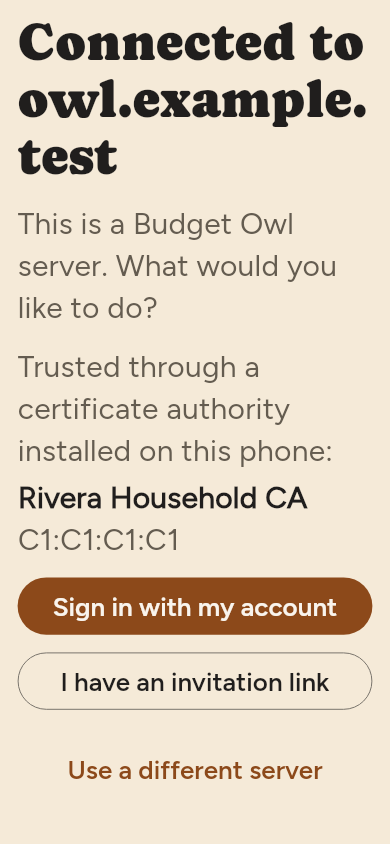 Connected to
owl.example.
test
This is a Budget Owl
server. What would you
like to do?
Trusted through a
certificate authority
installed on this phone:
Rivera Household CA
C1:C1:C1:C1
Sign in with my account
I have an invitation link
Use a different server